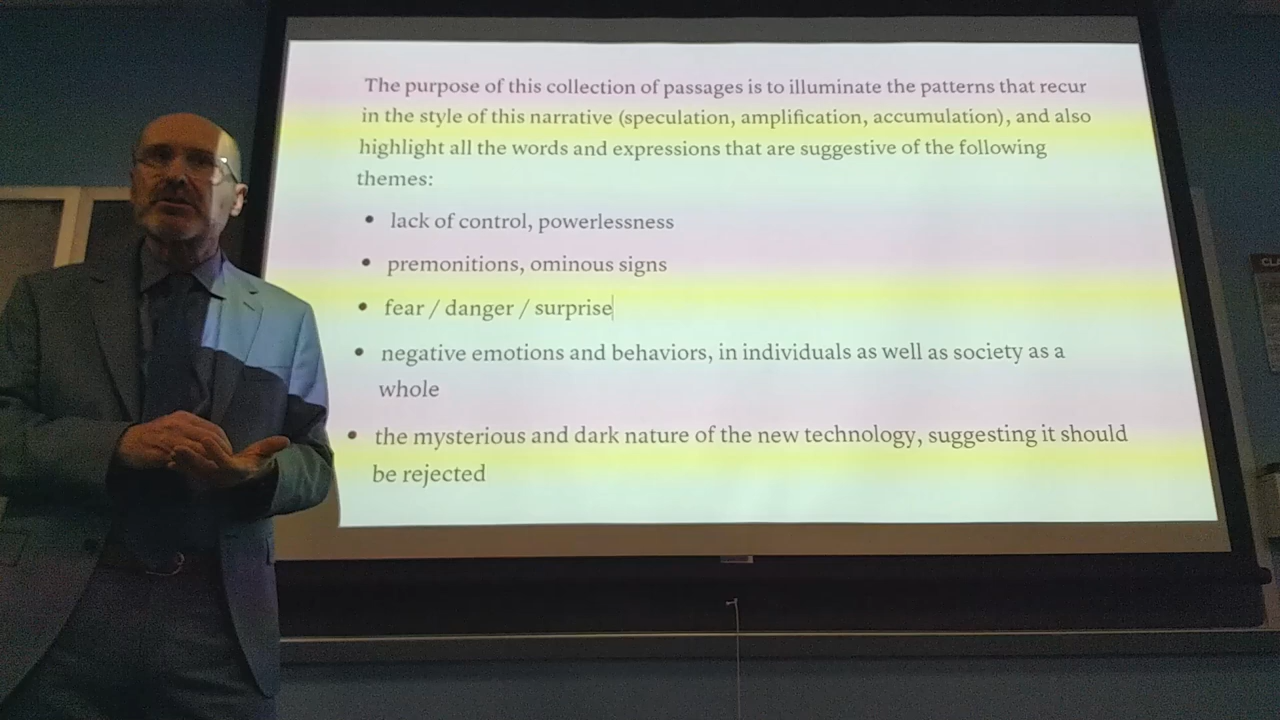 The purpose of this collection of passages is to illuminate the patterns that recur
in the style of this narrative (speculation, amplification, accumulation), and also
highlight all the words and expressions that are suggestive of the following
themes:
• lack of control, powerlessness
• premonitions, ominous signs
• fear / danger / surprise
• negative emotions and behaviors, in individuals as well as society as a
whole
• the mysterious and dark nature of the new technology, suggesting it should
be rejected